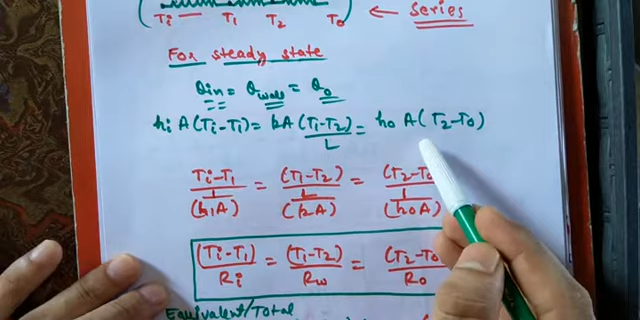 Ti — T1 T2 To ← series
For steady state
Qin = Qwall = Qo
hi A(Ti-T1) = kA (T1-T2)/L = ho A(T2-To)
Ti-T1/(1/(hiA)) = (T1-T2)/(L/(kA)) = (T2-To/(1/(hoA))
(Ti-T1)/Ri = (T1-T2)/Rw = (T2-To/Ro
Equivalent/Total